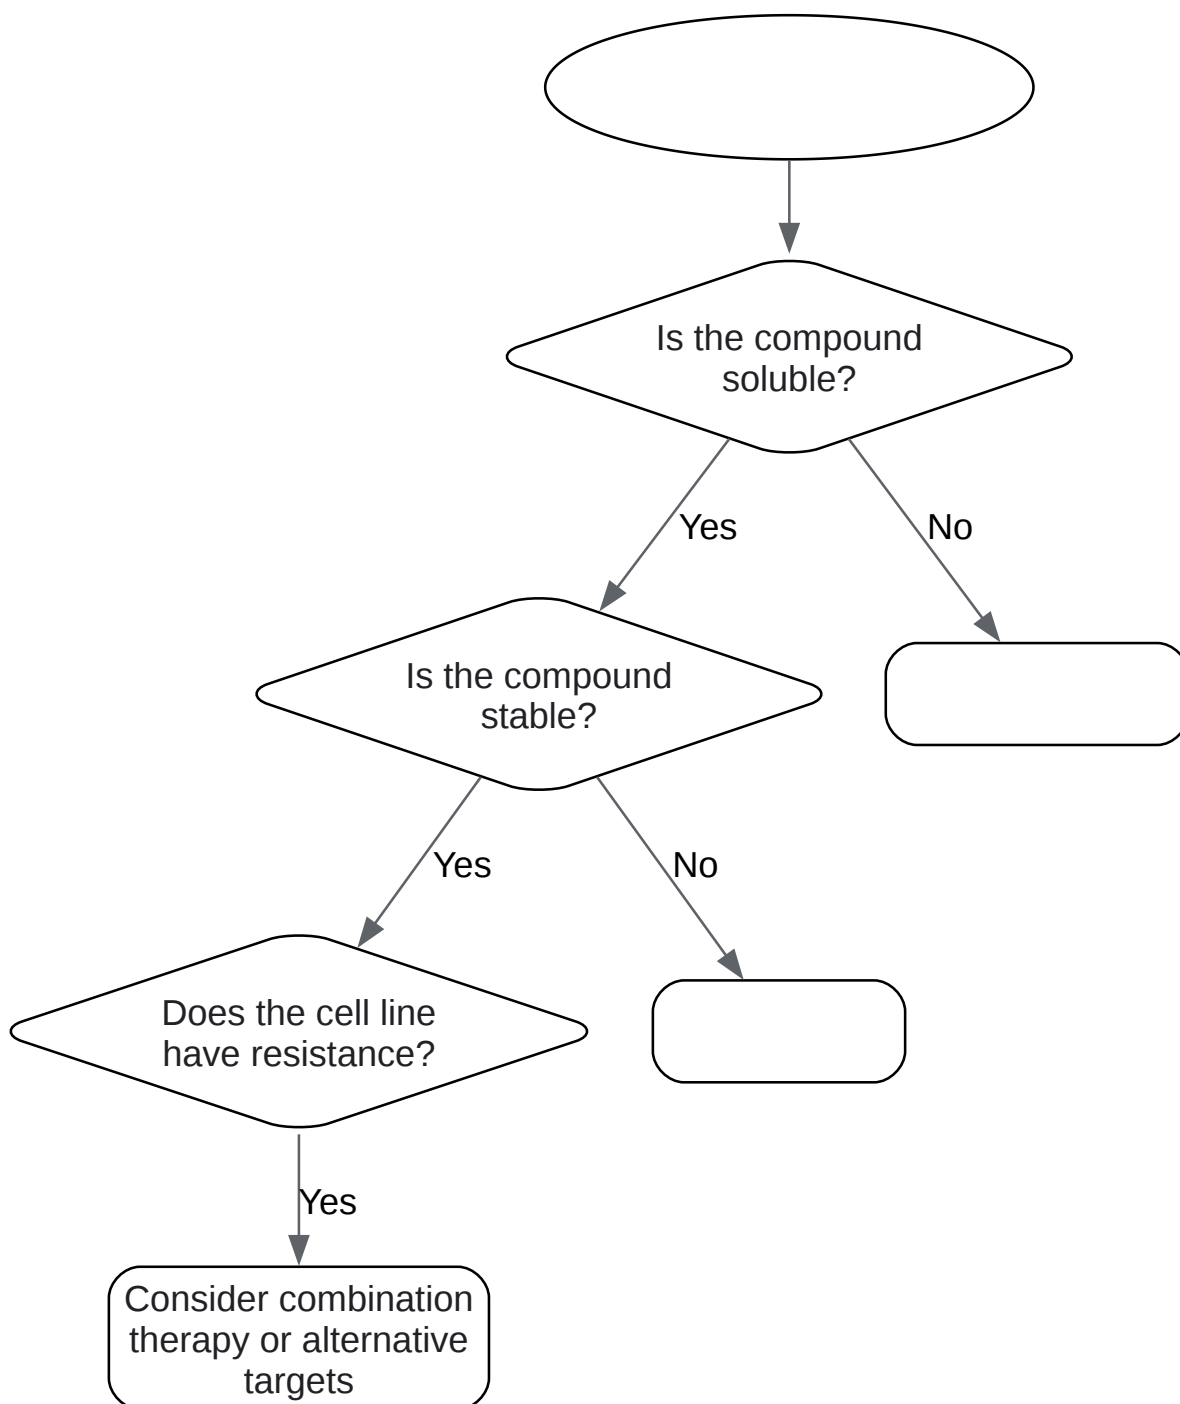 Is the compound
soluble?
Yes
No
Is the compound
stable?
Yes
No
Does the cell line
have resistance?
Yes
Consider combination
therapy or alternative
targets